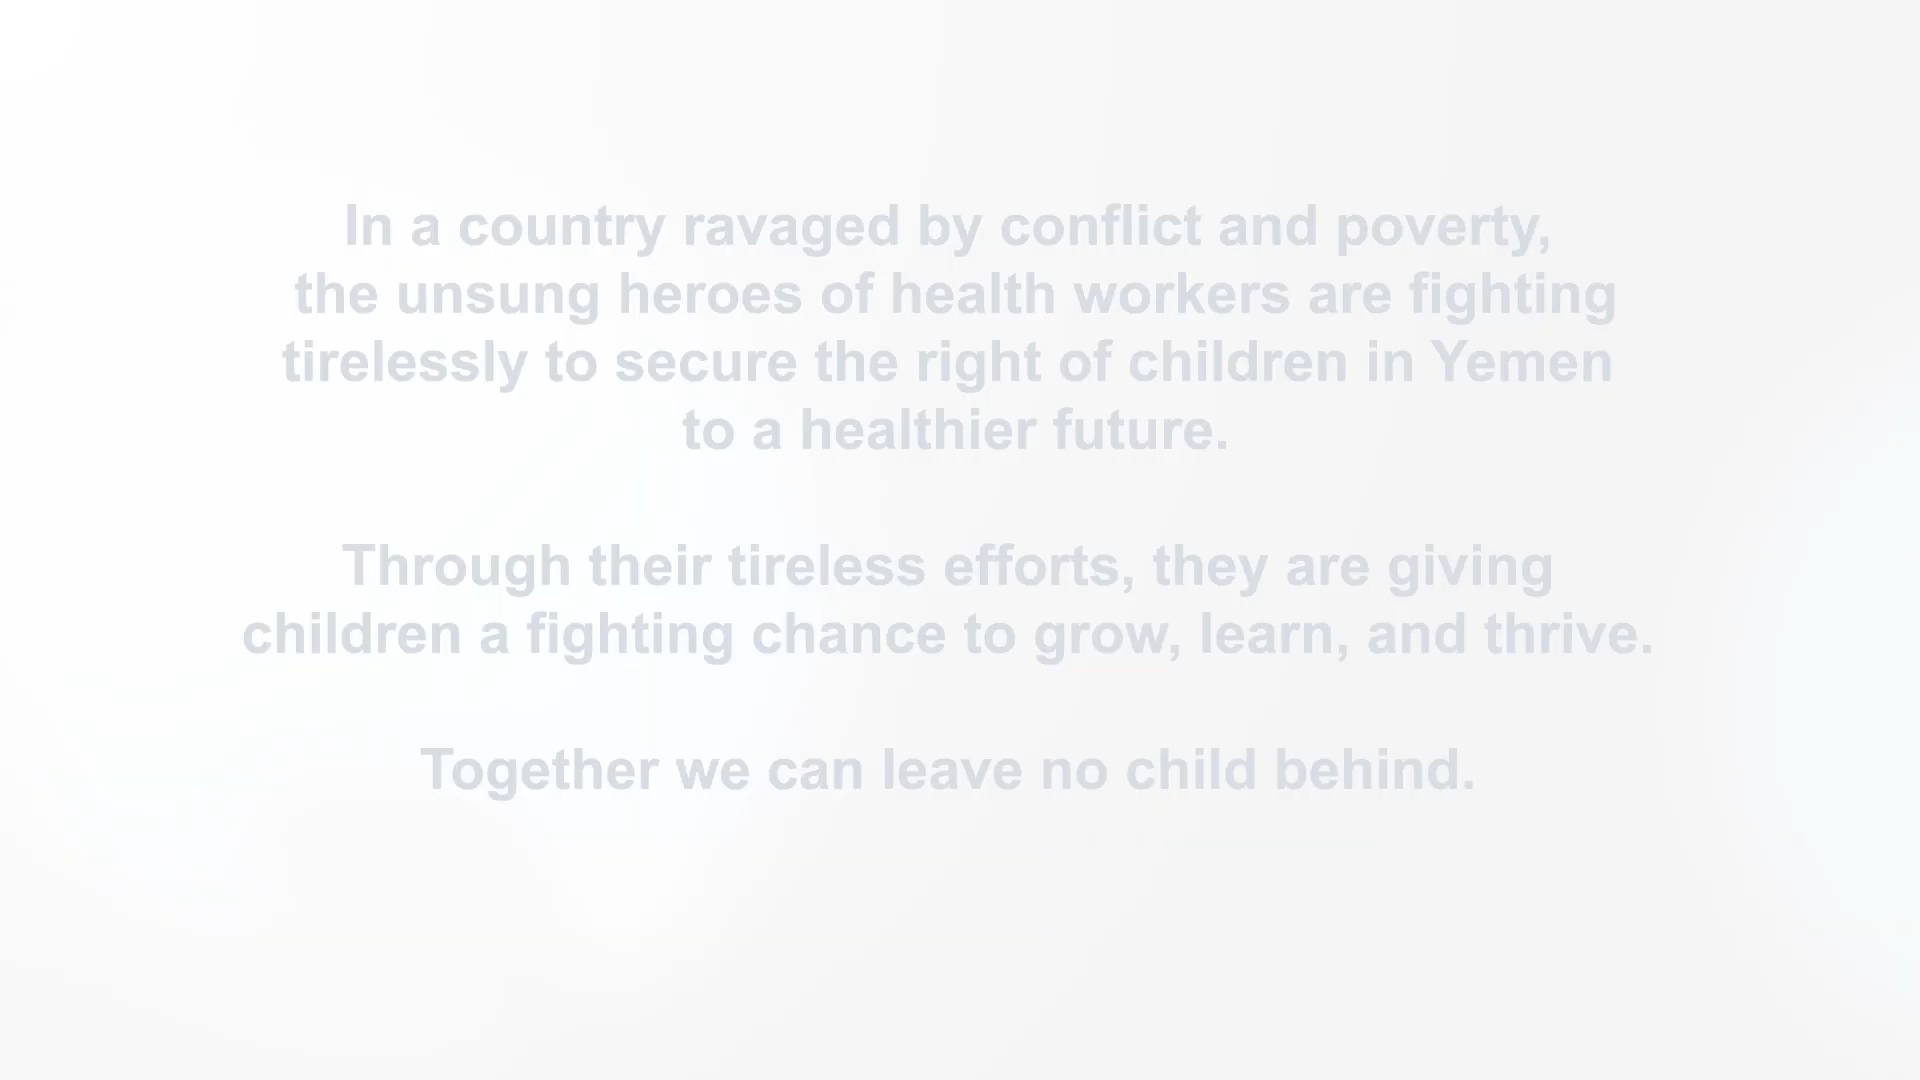 In a country ravaged by conflict and poverty,
the unsung heroes of health workers are fighting
tirelessly to secure the right of children in Yemen
to a healthier future.
Through their tireless efforts, they are giving
children a fighting chance to grow, learn, and thrive.
Together we can leave no child behind.